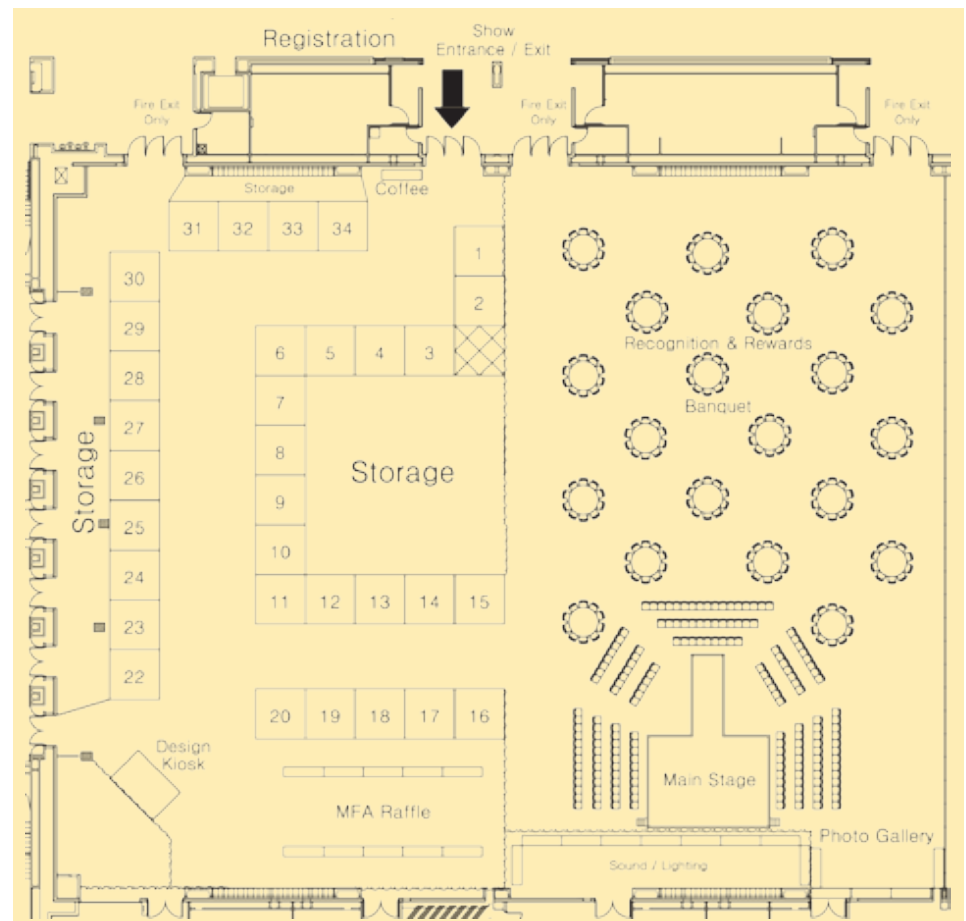 Registration
Show
Entrance / Exit
Fire Exit
Only
Fire Exit
Only
Fire Exit
Only
Storage
Coffee
31 32 33 34
1
30
2
29
6 5 4 3
Recognition & Rewards
28
7
Banquet
27
8
Storage
Storage
26
9
25
10
24
11 12 13 14 15
23
22
20 19 18 17 16
Design
Kiosk
Main Stage
MFA Raffle
Photo Gallery
Sound / Lighting